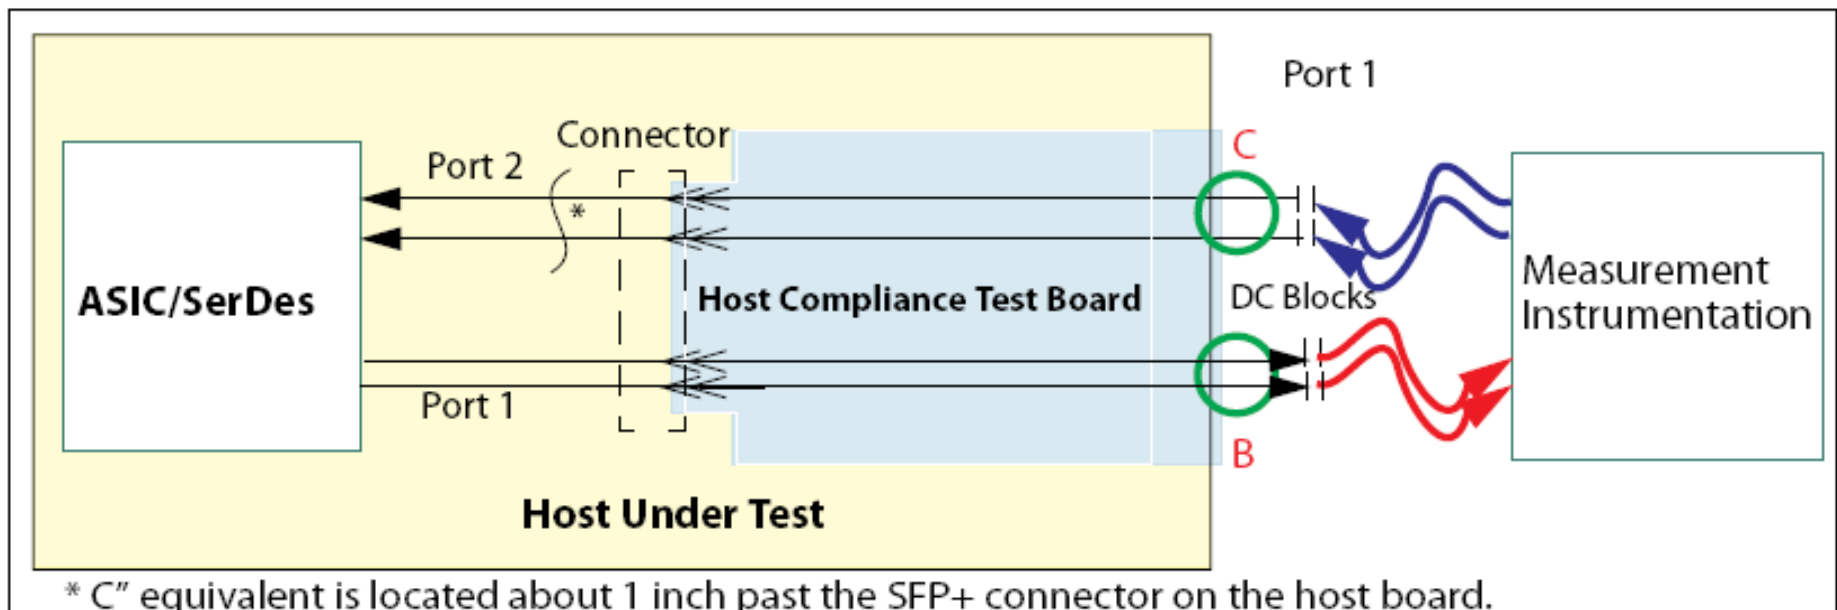 Port 1
Connector
C
Port 2
*
ASIC/SerDes
Host Compliance Test Board
DC Blocks
Measurement
Instrumentation
Port 1
B
Host Under Test
* C" equivalent is located about 1 inch past the SFP+ connector on the host board.